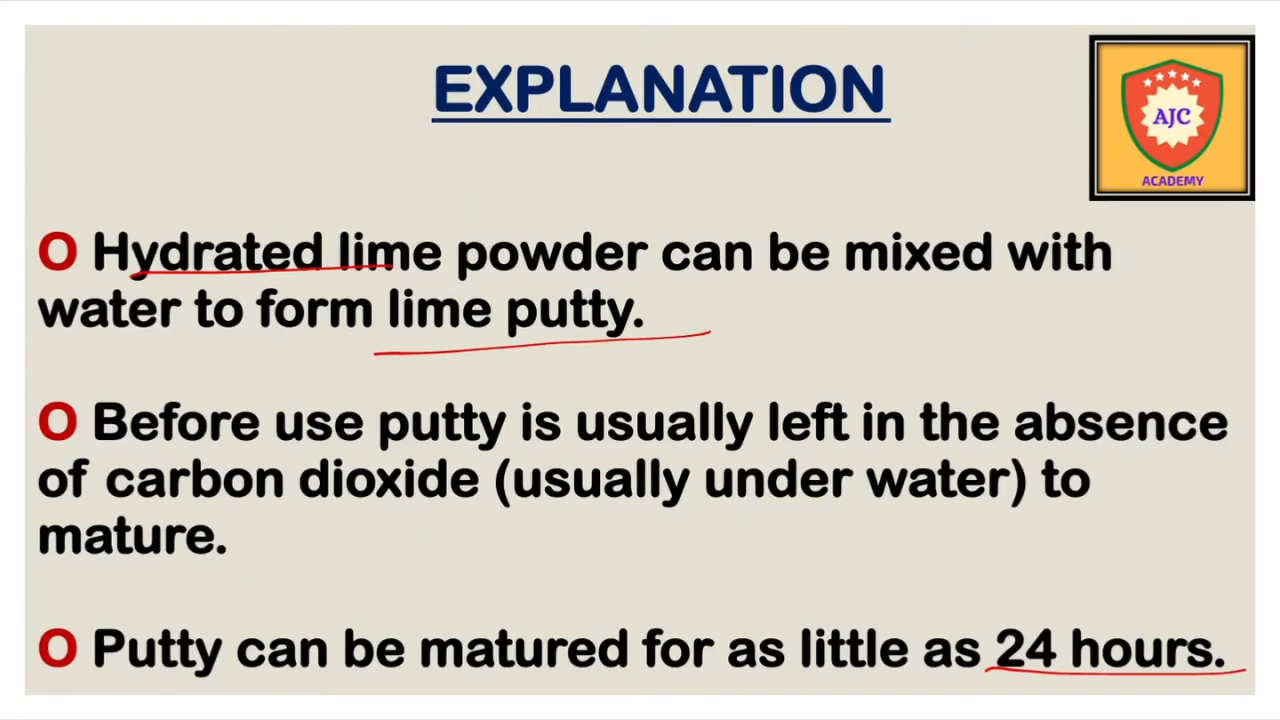 EXPLANATION
AJC
ACADEMY
O Hydrated lime powder can be mixed with
water to form lime putty.
O Before use putty is usually left in the absence
of carbon dioxide (usually under water) to
mature.
O Putty can be matured for as little as 24 hours.